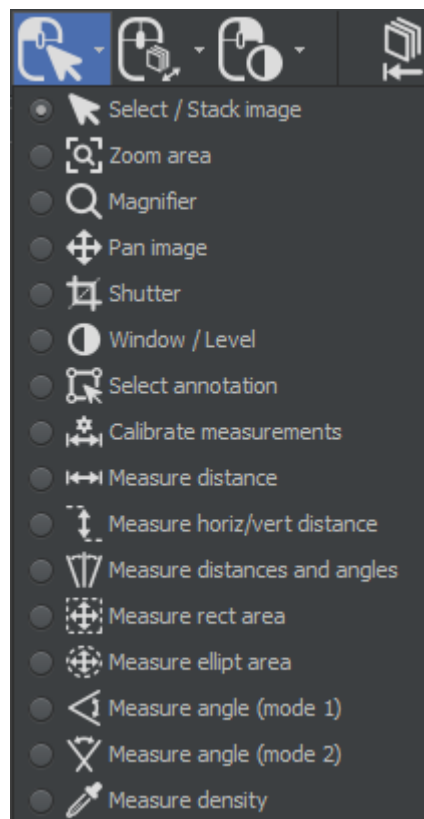 Select / Stack image
Zoom area
Magnifier
Pan image
Shutter
Window / Level
Select annotation
Calibrate measurements
Measure distance
Measure horiz/vert distance
Measure distances and angles
Measure rect area
Measure ellipt area
Measure angle (mode 1)
Measure angle (mode 2)
Measure density